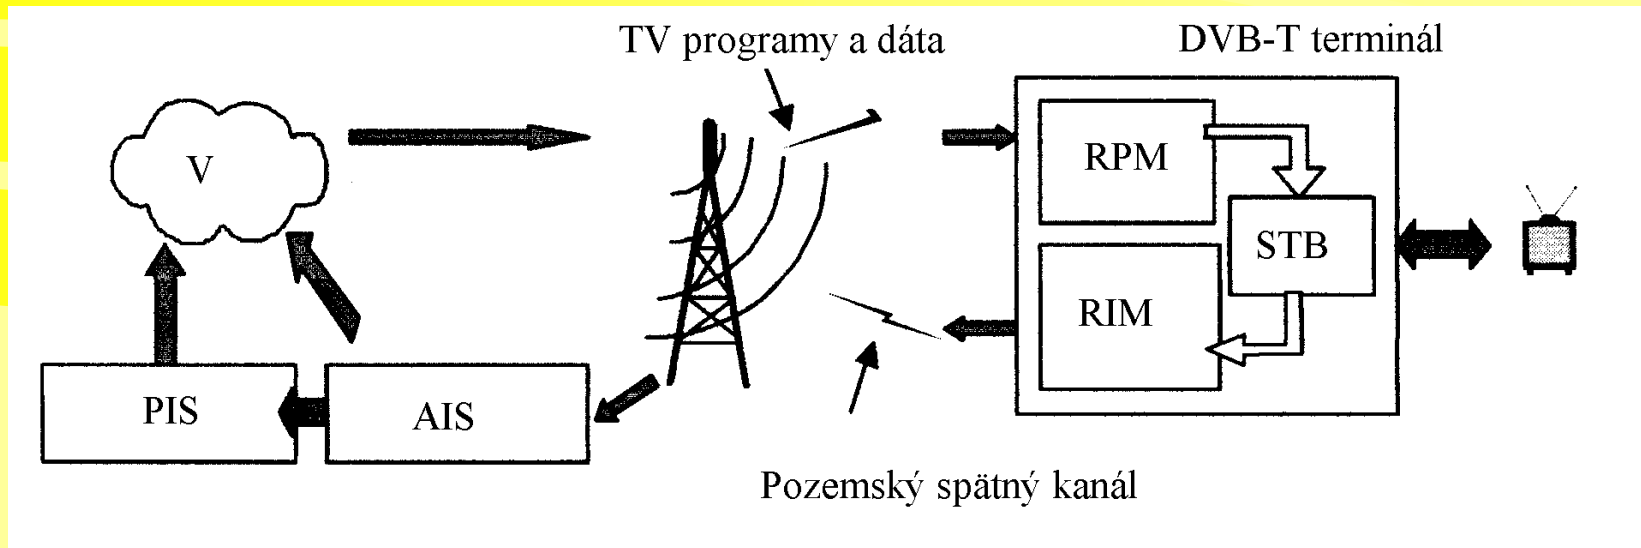 TV programy a dáta
DVB-T terminál
V
RPM
STB
RIM
PIS
AIS
Pozemský spätný kanál